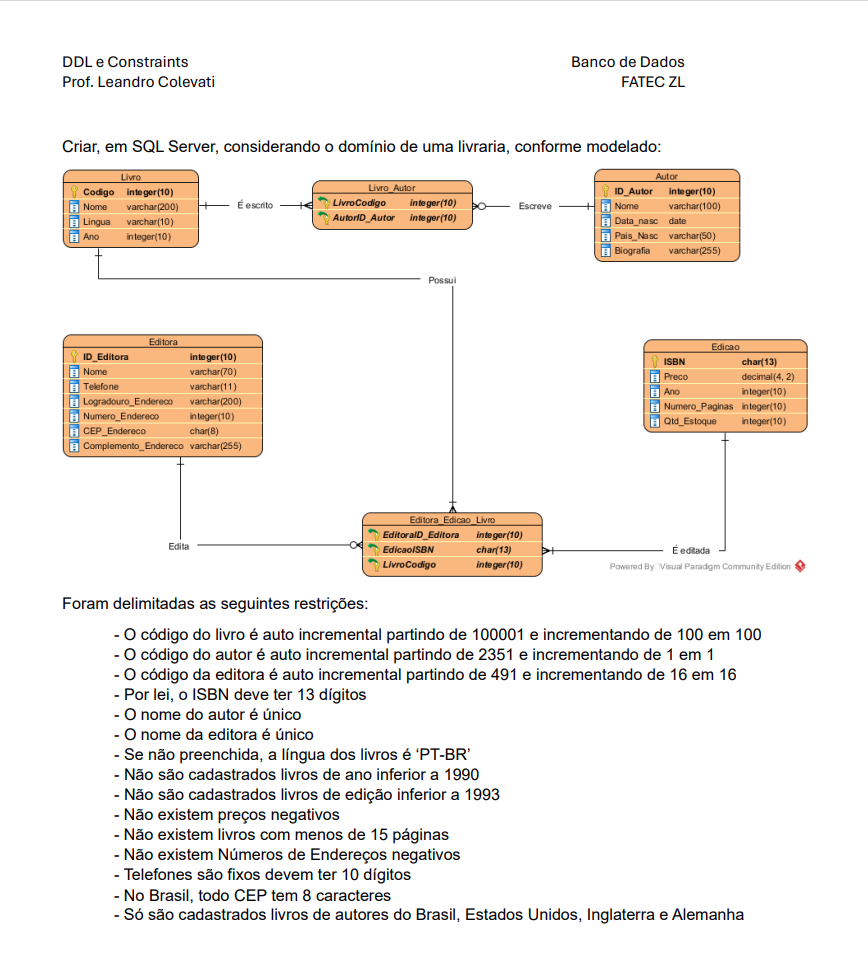 DDL e Constraints Banco de Dados
Prof. Leandro Colevati FATEC ZL
Criar, em SQL Server, considerando o domínio de uma livraria, conforme modelado:
Livro
Codigo integer(10)
Nome varchar(200)
Lingua varchar(10)
Ano integer(10)
É escrito
Livro_Autor
LivroCodigo integer(10)
AutorID_Autor integer(10)
Escreve
Autor
ID_Autor integer(10)
Nome varchar(100)
Data_nasc date
Pais_Nasc varchar(50)
Biografia varchar(255)
Possui
Editora
ID_Editora integer(10)
Nome varchar(70)
Telefone varchar(11)
Logradouro_Endereco varchar(200)
Numero_Endereco integer(10)
CEP_Endereco char(8)
Complemento_Endereco varchar(255)
Edicao
ISBN char(13)
Preco decimal(4, 2)
Ano integer(10)
Numero_Paginas integer(10)
Qtd_Estoque integer(10)
Editora_Edicao_Livro
EditoraID_Editora integer(10)
EdicaoISBN char(13)
LivroCodigo integer(10)
Edita
É editada
Powered By Visual Paradigm Community Edition
Foram delimitadas as seguintes restrições:
- O código do livro é auto incremental partindo de 100001 e incrementando de 100 em 100
- O código do autor é auto incremental partindo de 2351 e incrementando de 1 em 1
- O código da editora é auto incremental partindo de 491 e incrementando de 16 em 16
- Por lei, o ISBN deve ter 13 dígitos
- O nome do autor é único
- O nome da editora é único
- Se não preenchida, a língua dos livros é ‘PT-BR’
- Não são cadastrados livros de ano inferior a 1990
- Não são cadastrados livros de edição inferior a 1993
- Não existem preços negativos
- Não existem livros com menos de 15 páginas
- Não existem Números de Endereços negativos
- Telefones são fixos devem ter 10 dígitos
- No Brasil, todo CEP tem 8 caracteres
- Só são cadastrados livros de autores do Brasil, Estados Unidos, Inglaterra e Alemanha